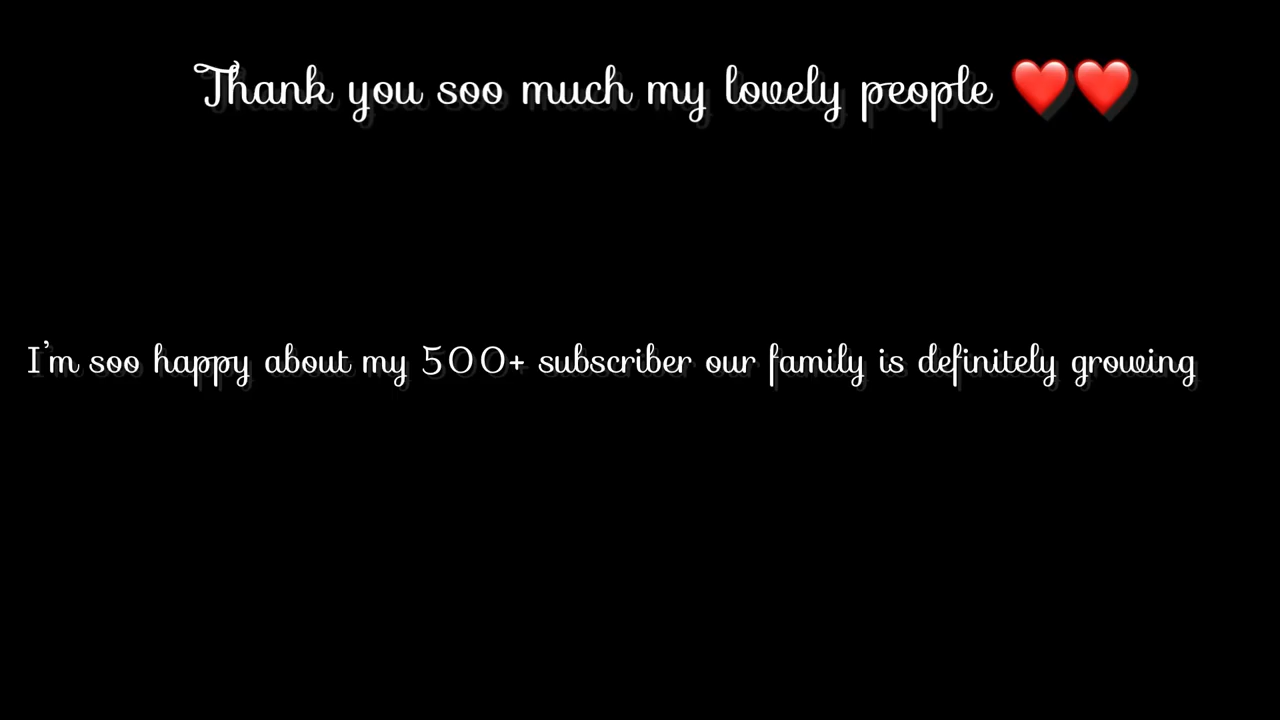 Thank you soo much my lovely people ❤️❤️
I'm soo happy about my 500+ subscriber our family is definitely growing